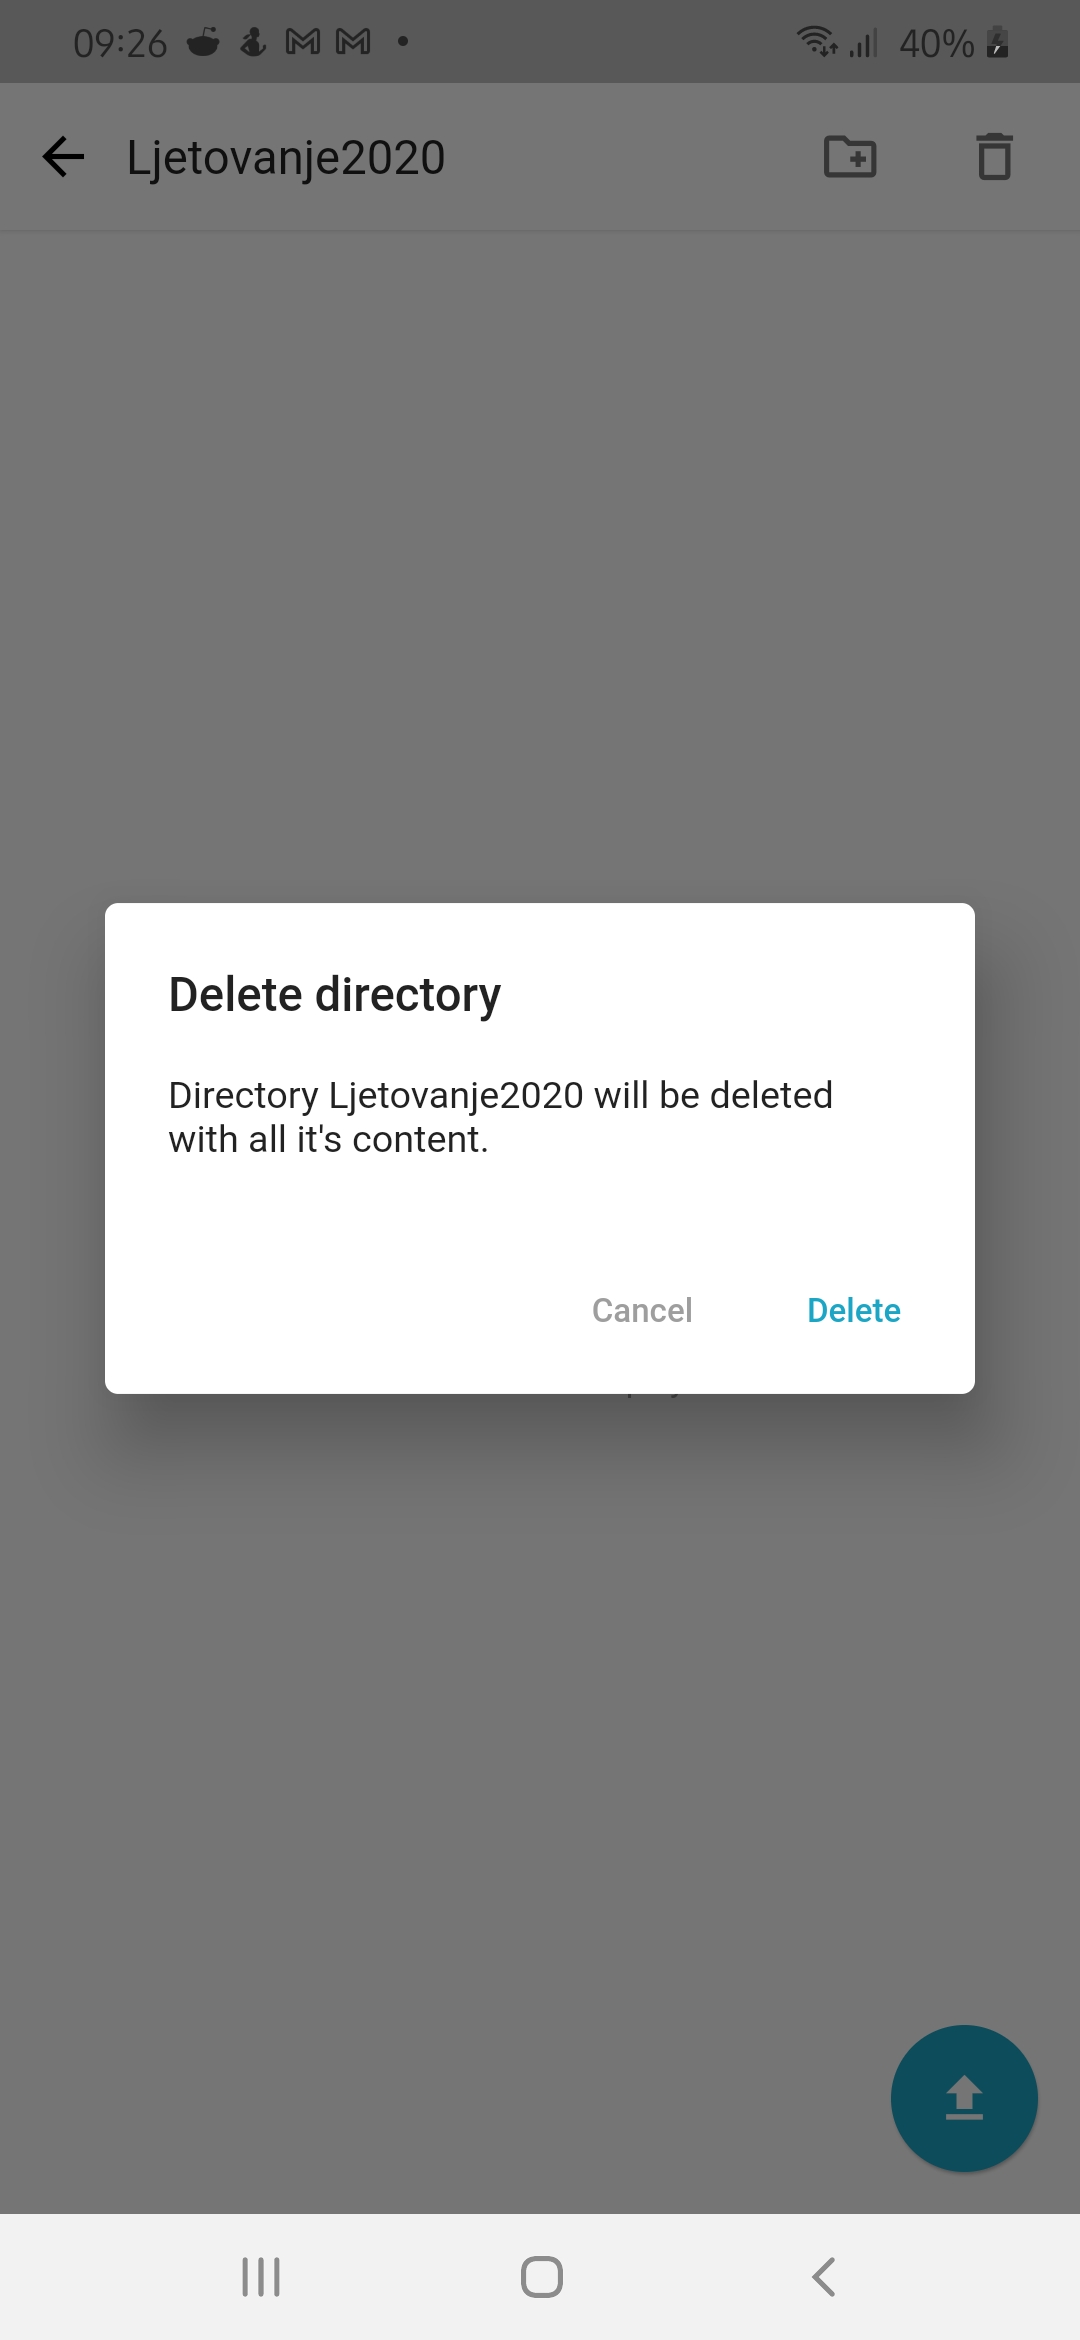 09:26
40%
Ljetovanje2020
Delete directory
Directory Ljetovanje2020 will be deleted
with all it's content.
Cancel
Delete